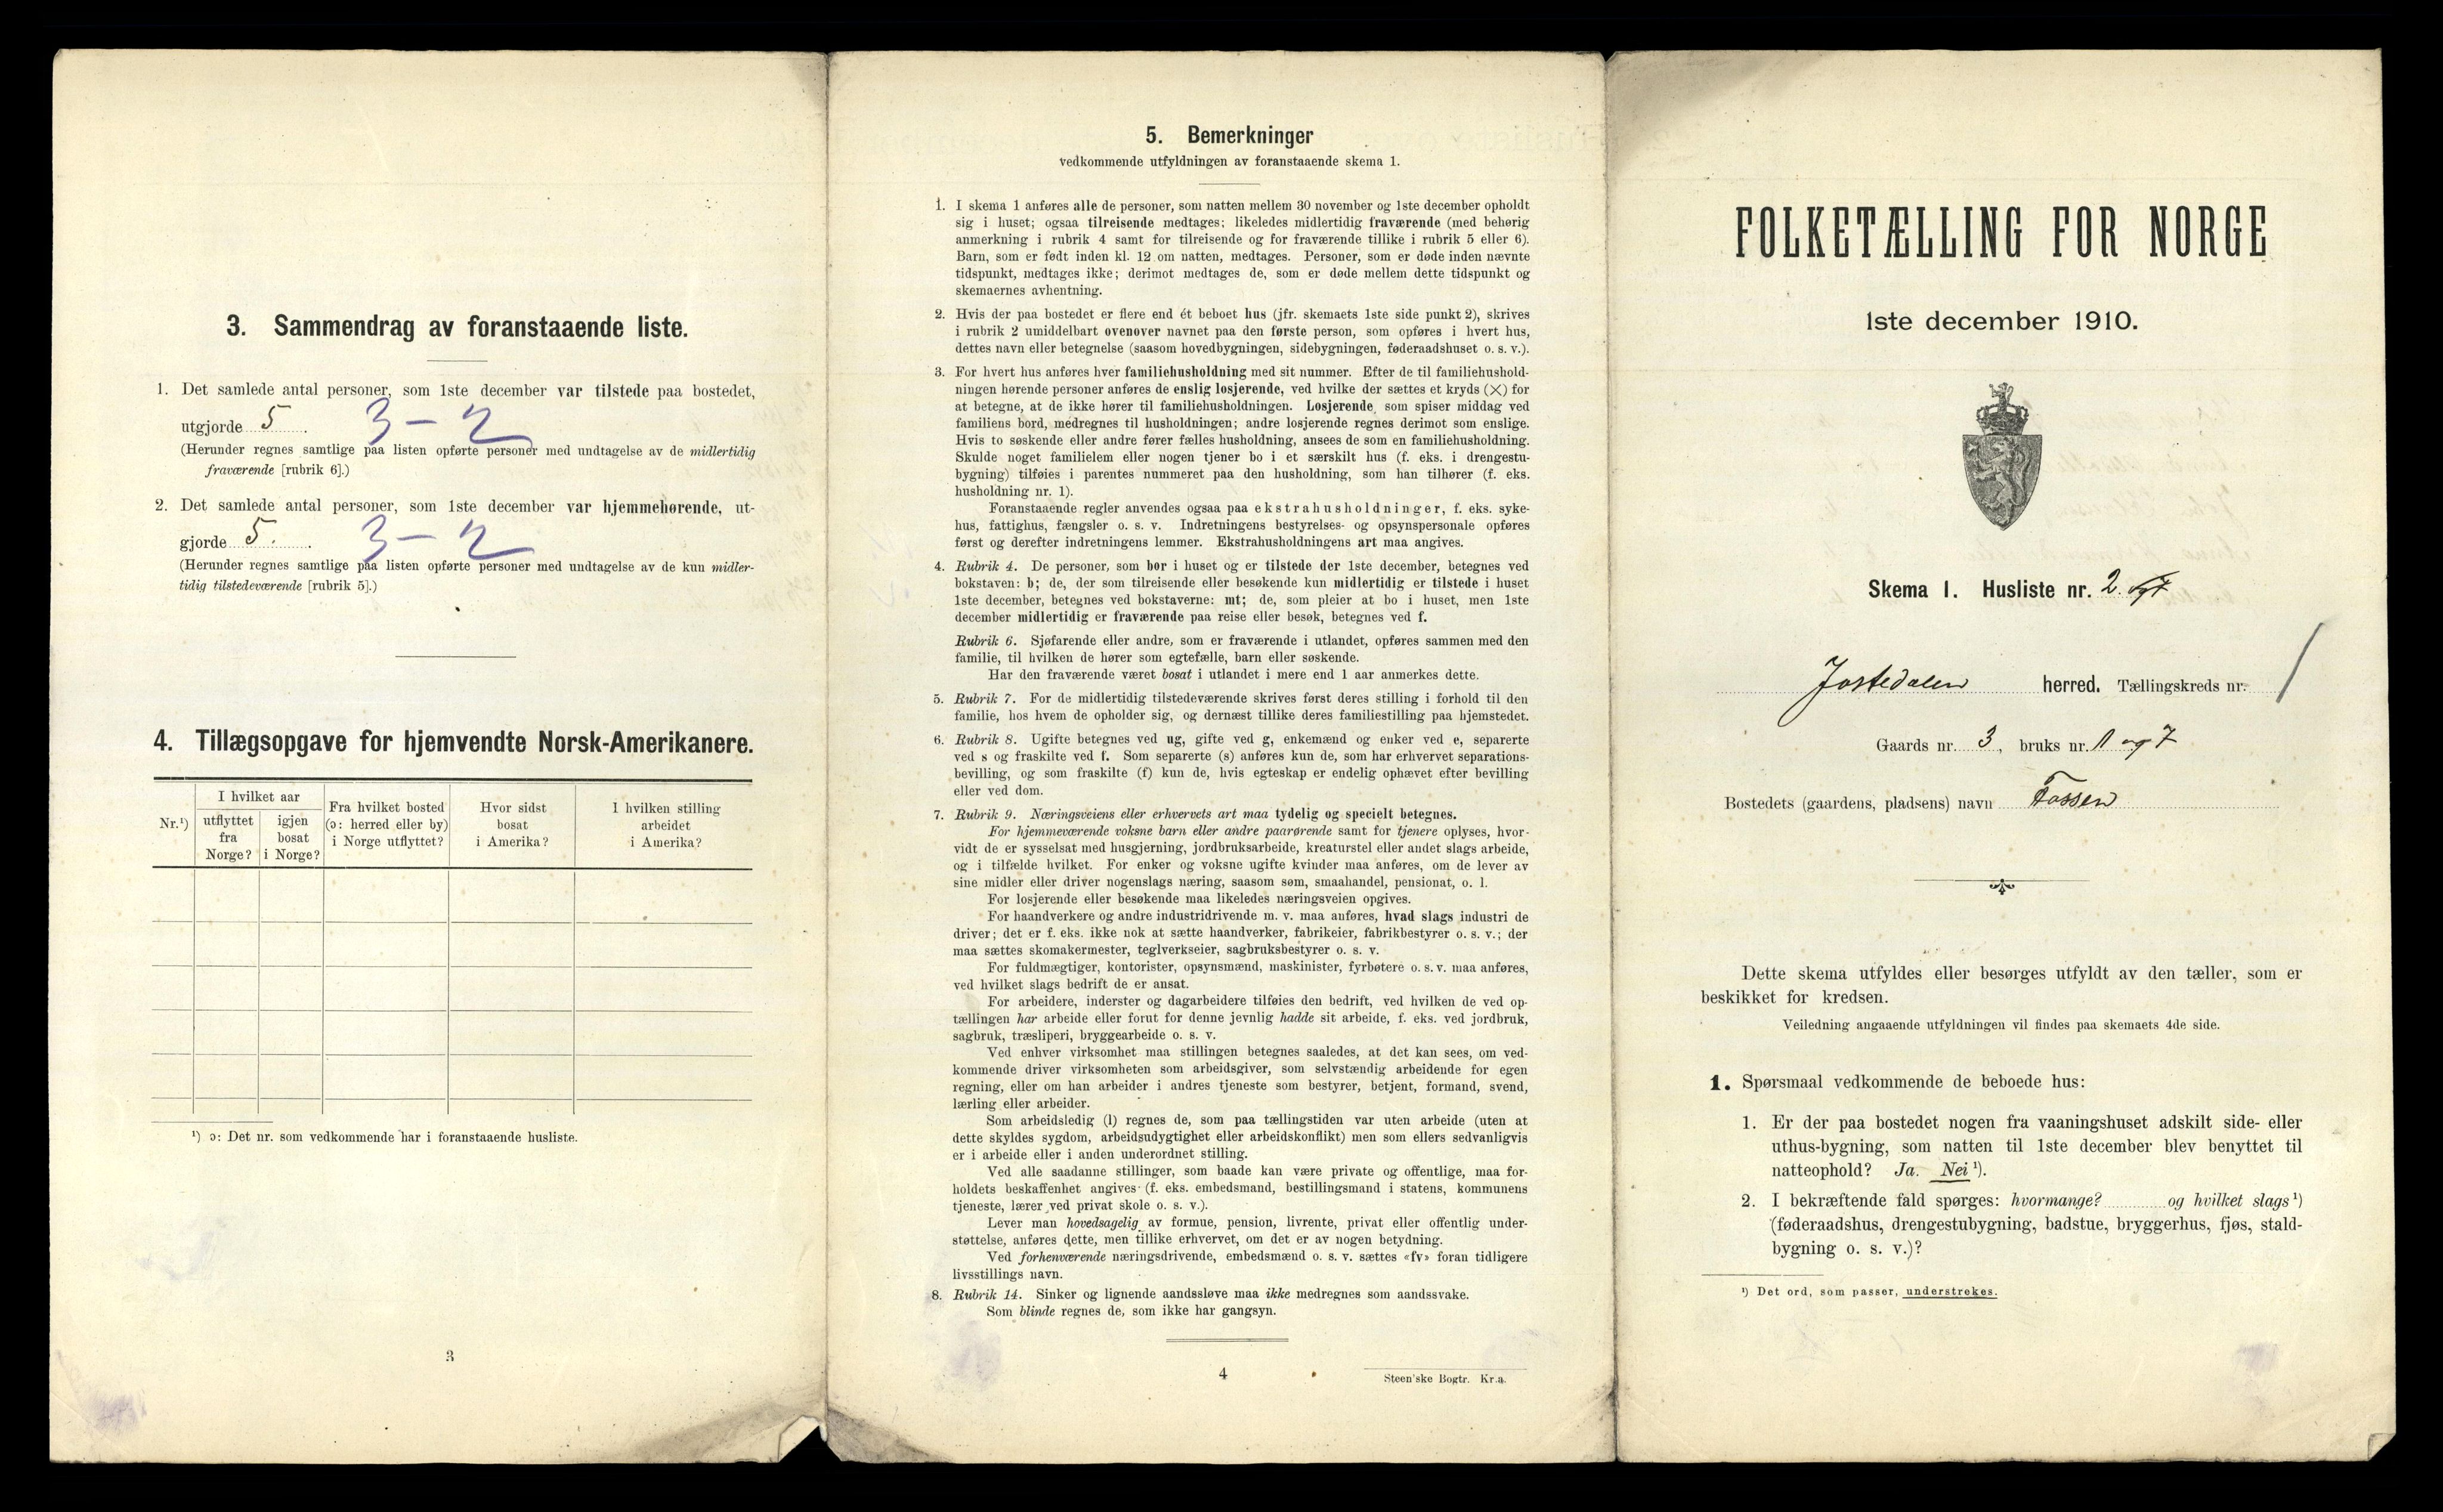 3. Sammendrag av foranstaaende liste.
1. Det samlede antal personer, som 1ste december var tilstede paa bostedet,
utgjorde 5. 3 – 2
(Herunder regnes samtlige paa listen opførte personer med undtagelse av de midlertidig
fraværende [rubrik 6].)
2. Det samlede antal personer, som 1ste december var hjemmehørende, ut-
gjorde 5. 3 – 2
(Herunder regnes samtlige paa listen opførte personer med undtagelse av de kun midler-
tidig tilstedeværende [rubrik 5].)
4. Tillægsopgave for hjemvendte Norsk-Amerikanere.
Nr.¹)
I hvilket aar
utflyttet
fra
Norge?
igjen
bosat
i Norge?
Fra hvilket bosted
(ɔ: herred eller by)
i Norge utflyttet?
Hvor sidst
bosat
i Amerika?
I hvilken stilling
arbeidet
i Amerika?
¹) ɔ: Det nr. som vedkommende har i foranstaaende husliste.
3
5. Bemerkninger
vedkommende utfyldningen av foranstaaende skema 1.
1. I skema 1 anføres alle de personer, som natten mellem 30 november og 1ste december opholdt
sig i huset; ogsaa tilreisende medtages; likeledes midlertidig fraværende (med behørig
anmerkning i rubrik 4 samt for tilreisende og for fraværende tillike i rubrik 5 eller 6).
Barn, som er født inden kl. 12 om natten, medtages. Personer, som er døde inden nævnte
tidspunkt, medtages ikke; derimot medtages de, som er døde mellem dette tidspunkt og
skemaernes avhentning.
2. Hvis der paa bostedet er flere end ét beboet hus (jfr. skemaets 1ste side punkt 2), skrives
i rubrik 2 umiddelbart ovenover navnet paa den første person, som opføres i hvert hus,
dettes navn eller betegnelse (saasom hovedbygningen, sidebygningen, føderaadshuset o. s. v.).
3. For hvert hus anføres hver familiehusholdning med sit nummer. Efter de til familiehushold-
ningen hørende personer anføres de enslig losjerende, ved hvilke der sættes et kryds (×) for
at betegne, at de ikke hører til familiehusholdningen. Losjerende, som spiser middag ved
familiens bord, medregnes til husholdningen; andre losjerende regnes derimot som enslige.
Hvis to søskende eller andre fører fælles husholdning, ansees de som en familiehusholdning.
Skulde noget familielem eller nogen tjener bo i et særskilt hus (f. eks. i drengestu-
bygning) tilføies i parentes nummeret paa den husholdning, som han tilhører (f. eks.
husholdning nr. 1).
Foranstaaende regler anvendes ogsaa paa ekstrahusholdninger, f. eks. syke-
hus, fattighus, fængsler o. s. v. Indretningens bestyrelses- og opsynspersonale opføres
først og derefter indretningens lemmer. Ekstrahusholdningens art maa angives.
4. Rubrik 4. De personer, som bor i huset og er tilstede der 1ste december, betegnes ved
bokstaven: b; de, der som tilreisende eller besøkende kun midlertidig er tilstede i huset
1ste december, betegnes ved bokstaverne: mt; de, som pleier at bo i huset, men 1ste
december midlertidig er fraværende paa reise eller besøk, betegnes ved f.
Rubrik 6. Sjøfarende eller andre, som er fraværende i utlandet, opføres sammen med den
familie, til hvilken de hører som egtefælle, barn eller søskende.
Har den fraværende været bosat i utlandet i mere end 1 aar anmerkes dette.
5. Rubrik 7. For de midlertidig tilstedeværende skrives først deres stilling i forhold til den
familie, hos hvem de opholder sig, og dernæst tillike deres familiestilling paa hjemstedet.
6. Rubrik 8. Ugifte betegnes ved ug, gifte ved g, enkemænd og enker ved e, separerte
ved s og fraskilte ved f. Som separerte (s) anføres kun de, som har erhvervet separations-
bevilling, og som fraskilte (f) kun de, hvis egteskap er endelig ophævet efter bevilling
eller ved dom.
7. Rubrik 9. Næringsveiens eller erhvervets art maa tydelig og specielt betegnes.
For hjemmeværende voksne barn eller andre paarørende samt for tjenere oplyses, hvor-
vidt de er sysselsat med husgjerning, jordbruksarbeide, kreaturstel eller andet slags arbeide,
og i tilfælde hvilket. For enker og voksne ugifte kvinder maa anføres, om de lever av
sine midler eller driver nogenslags næring, saasom søm, smaahandel, pensionat, o. l.
For losjerende eller besøkende maa likeledes næringsveien opgives.
For haandverkere og andre industridrivende m. v. maa anføres, hvad slags industri de
driver; det er f. eks. ikke nok at sætte haandverker, fabrikeier, fabrikbestyrer o. s. v.; der
maa sættes skomakermester, teglverkseier, sagbruksbestyrer o. s. v.
For fuldmægtiger, kontorister, opsynsmænd, maskinister, fyrbøtere o. s. v. maa anføres,
ved hvilket slags bedrift de er ansat.
For arbeidere, inderster og dagarbeidere tilføies den bedrift, ved hvilken de ved op-
tællingen har arbeide eller forut for denne jevnlig hadde sit arbeide, f. eks. ved jordbruk,
sagbruk, træsliperi, bryggearbeide o. s. v.
Ved enhver virksomhet maa stillingen betegnes saaledes, at det kan sees, om ved-
kommende driver virksomheten som arbeidsgiver, som selvstændig arbeidende for egen
regning, eller om han arbeider i andres tjeneste som bestyrer, betjent, formand, svend,
lærling eller arbeider.
Som arbeidsledig (l) regnes de, som paa tællingstiden var uten arbeide (uten at
dette skyldes sygdom, arbeidsudygtighet eller arbeidskonflikt) men som ellers sedvanligvis
er i arbeide eller i anden underordnet stilling.
Ved alle saadanne stillinger, som baade kan være private og offentlige, maa for-
holdets beskaffenhet angives (f. eks. embedsmand, bestillingsmand i statens, kommunens
tjeneste, lærer ved privat skole o. s. v.).
Lever man hovedsagelig av formue, pension, livrente, privat eller offentlig under-
støttelse, anføres dette, men tillike erhvervet, om det er av nogen betydning.
Ved forhenværende næringsdrivende, embedsmænd o. s. v. sættes «fv» foran tidligere
livsstillings navn.
8. Rubrik 14. Sinker og lignende aandssløve maa ikke medregnes som aandssvake.
Som blinde regnes de, som ikke har gangsyn.
4
Steen'ske Bogtr. Kr.a.
FOLKETÆLLING FOR NORGE
1ste december 1910.
Skema 1. Husliste nr. 2. og 7
Jostedalen herred. Tællingskreds nr. 1
Gaards nr. 3, bruks nr. 1 og 7
Bostedets (gaardens, pladsens) navn Fossen
Dette skema utfyldes eller besørges utfyldt av den tæller, som er
beskikket for kredsen.
Veiledning angaaende utfyldningen vil findes paa skemaets 4de side.
1. Spørsmaal vedkommende de beboede hus:
1. Er der paa bostedet nogen fra vaaningshuset adskilt side- eller
uthus-bygning, som natten til 1ste december blev benyttet til
natteophold? Ja. Nei ¹).
2. I bekræftende fald spørges: hvormange? og hvilket slags ¹)
(føderaadshus, drengestubygning, badstue, bryggerhus, fjøs, stald-
bygning o. s. v.)?
¹) Det ord, som passer, understrekes.